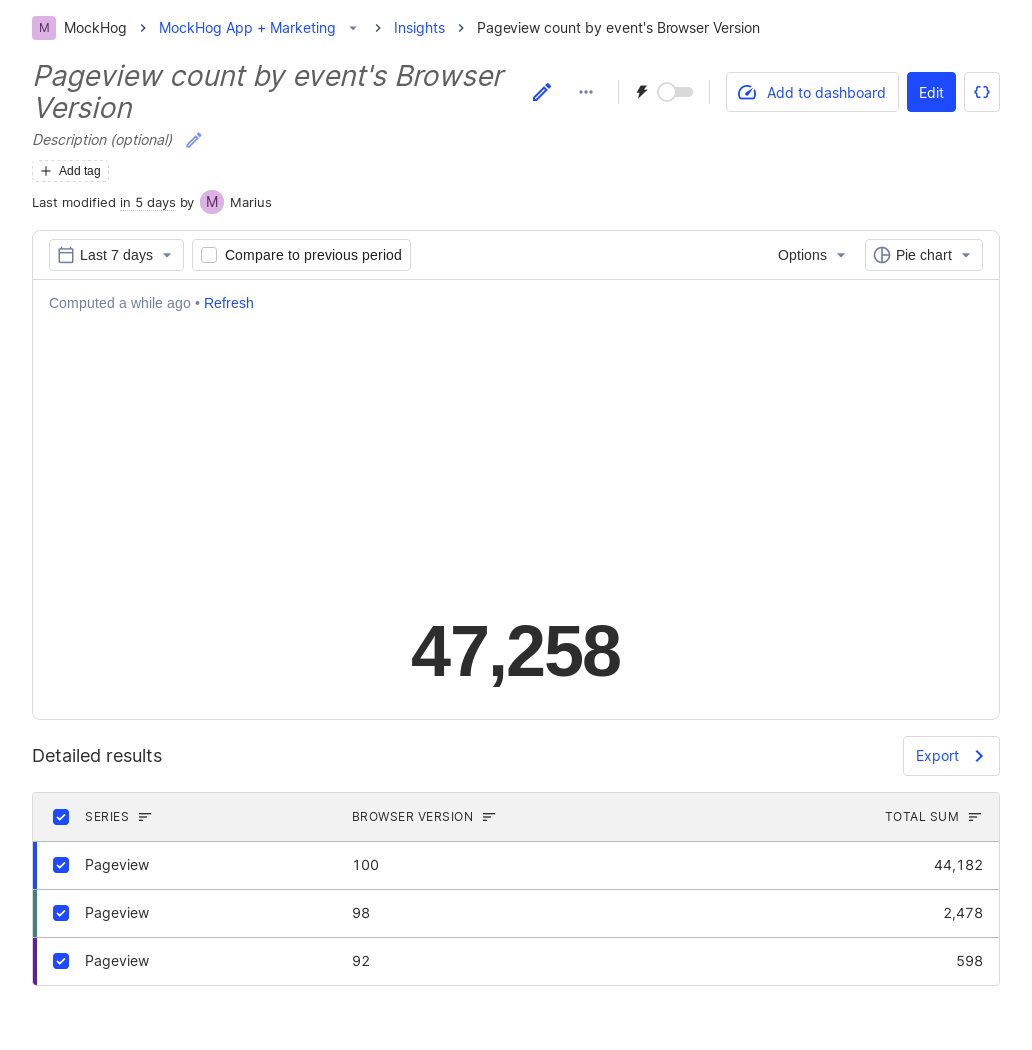 M MockHog MockHog App + Marketing Insights Pageview count by event's Browser Version
Pageview count by event's Browser
Version
Add to dashboard Edit
Description (optional)
Add tag
Last modified in 5 days by M Marius
Last 7 days Compare to previous period Options Pie chart
Computed a while ago • Refresh
47,258
Detailed results Export
SERIES BROWSER VERSION TOTAL SUM
Pageview 100 44,182
Pageview 98 2,478
Pageview 92 598